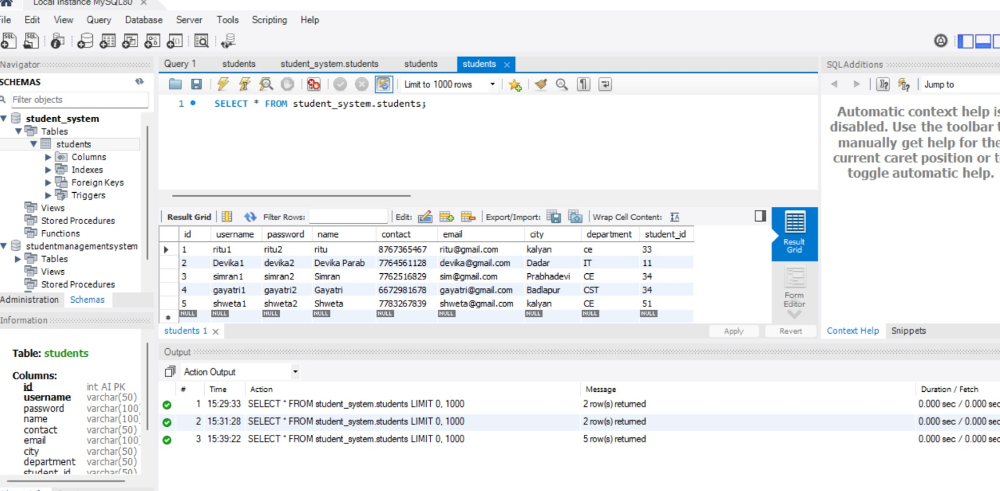 Local instance MySQL80 ×
File Edit View Query Database Server Tools Scripting Help
Navigator
SCHEMAS
Filter objects
student_system
Tables
students
Columns
Indexes
Foreign Keys
Triggers
Views
Stored Procedures
Functions
studentmanagementsystem
Tables
Views
Stored Procedures
Administration Schemas
Information
Table: students
Columns:
id int AI PK
username varchar(50)
password varchar(100)
name varchar(100)
contact varchar(50)
email varchar(100)
city varchar(50)
department varchar(50)
student_id varchar(50)
Query 1 students student_system.students students students ×
Limit to 1000 rows
1 SELECT * FROM student_system.students;
Result Grid Filter Rows: Edit: Export/Import: Wrap Cell Content:
id username password name contact email city department student_id
1 ritu1 ritu2 ritu 8767365467 ritu@gmail.com kalyan ce 33
2 Devika1 devika2 Devika Parab 7764561128 devika@gmail.com Dadar IT 11
3 simran1 simran2 Simran 7762516829 sim@gmail.com Prabhadevi CE 34
4 gayatri1 gayatri2 Gayatri 6672981678 gayatri@gmail.com Badlapur CST 34
5 shweta1 shweta2 Shweta 7783267839 shweta@gmail.com kalyan CE 51
NULL NULL NULL NULL NULL NULL NULL NULL NULL
Result
Grid
Form
Editor
students 1 × Apply Revert
Output
Action Output
# Time Action Message Duration / Fetch
1 15:29:33 SELECT * FROM student_system.students LIMIT 0, 1000 2 row(s) returned 0.000 sec / 0.000 sec
2 15:31:28 SELECT * FROM student_system.students LIMIT 0, 1000 2 row(s) returned 0.000 sec / 0.000 sec
3 15:39:22 SELECT * FROM student_system.students LIMIT 0, 1000 5 row(s) returned 0.000 sec / 0.000 sec
SQLAdditions
Jump to
Automatic context help is
disabled. Use the toolbar t
manually get help for the
current caret position or t
toggle automatic help.
Context Help Snippets